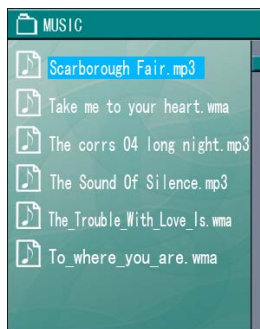 MUSIC
Scarborough Fair.mp3
Take me to your heart.wma
The corrs 04 long night.mp3
The Sound Of Silence.mp3
The_Trouble_With_Love_Is.wma
To_where_you_are.wma